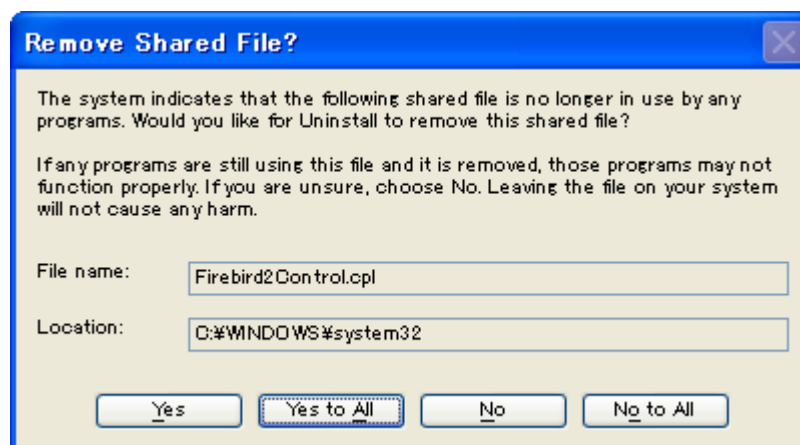 Remove Shared File?
The system indicates that the following shared file is no longer in use by any
programs. Would you like for Uninstall to remove this shared file?
If any programs are still using this file and it is removed, those programs may not
function properly. If you are unsure, choose No. Leaving the file on your system
will not cause any harm.
File name:
Firebird2Control.cpl
Location:
C:¥WINDOWS¥system32
Yes
Yes to All
No
No to All